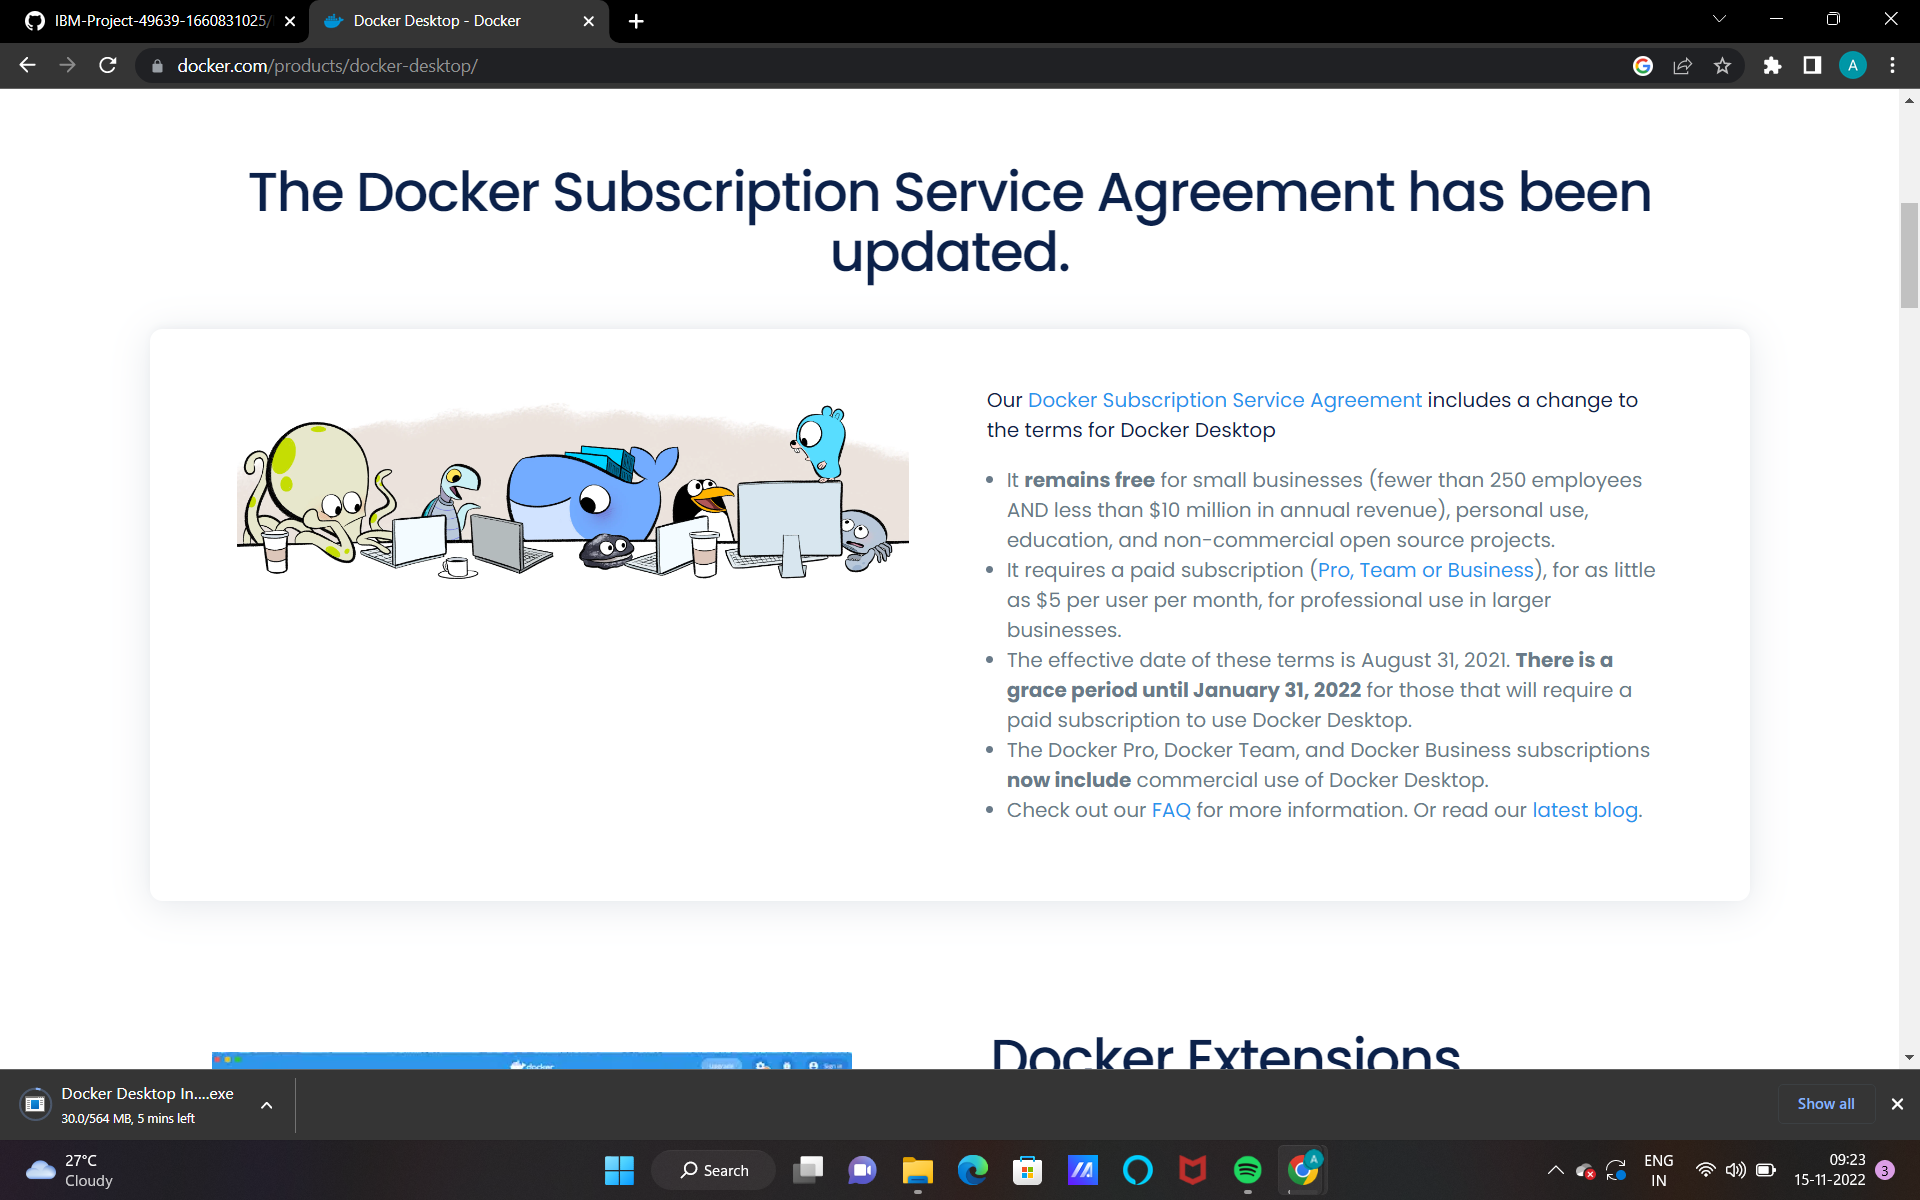 IBM-Project-49639-1660831025/
Docker Desktop - Docker
docker.com/products/docker-desktop/
A
The Docker Subscription Service Agreement has been
updated.
Our Docker Subscription Service Agreement includes a change to
the terms for Docker Desktop
It remains free for small businesses (fewer than 250 employees
AND less than $10 million in annual revenue), personal use,
education, and non-commercial open source projects.
It requires a paid subscription (Pro, Team or Business), for as little
as $5 per user per month, for professional use in larger
businesses.
The effective date of these terms is August 31, 2021. There is a
grace period until January 31, 2022 for those that will require a
paid subscription to use Docker Desktop.
The Docker Pro, Docker Team, and Docker Business subscriptions
now include commercial use of Docker Desktop.
Check out our FAQ for more information. Or read our latest blog.
docker
Sign in
Docker Extensions
Docker Desktop In....exe
30.0/564 MB, 5 mins left
Show all
27°C
Cloudy
Search
A
ENG
IN
09:23
15-11-2022
3